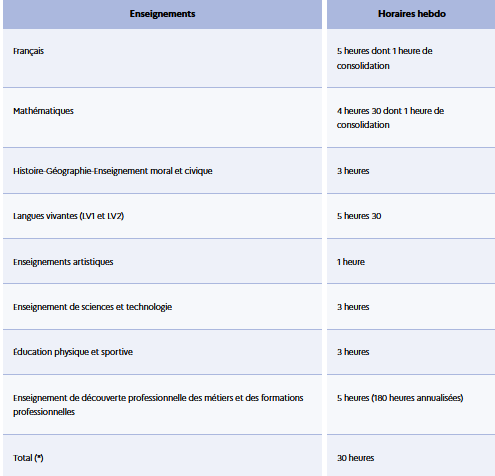 Enseignements
Horaires hebdo
Français
5 heures dont 1 heure de
consolidation
Mathématiques
4 heures 30 dont 1 heure de
consolidation
Histoire-Géographie-Enseignement moral et civique
3 heures
Langues vivantes (LV1 et LV2)
5 heures 30
Enseignements artistiques
1 heure
Enseignement de sciences et technologie
3 heures
Éducation physique et sportive
3 heures
Enseignement de découverte professionnelle des métiers et des formations
professionnelles
5 heures (180 heures annualisées)
Total (*)
30 heures